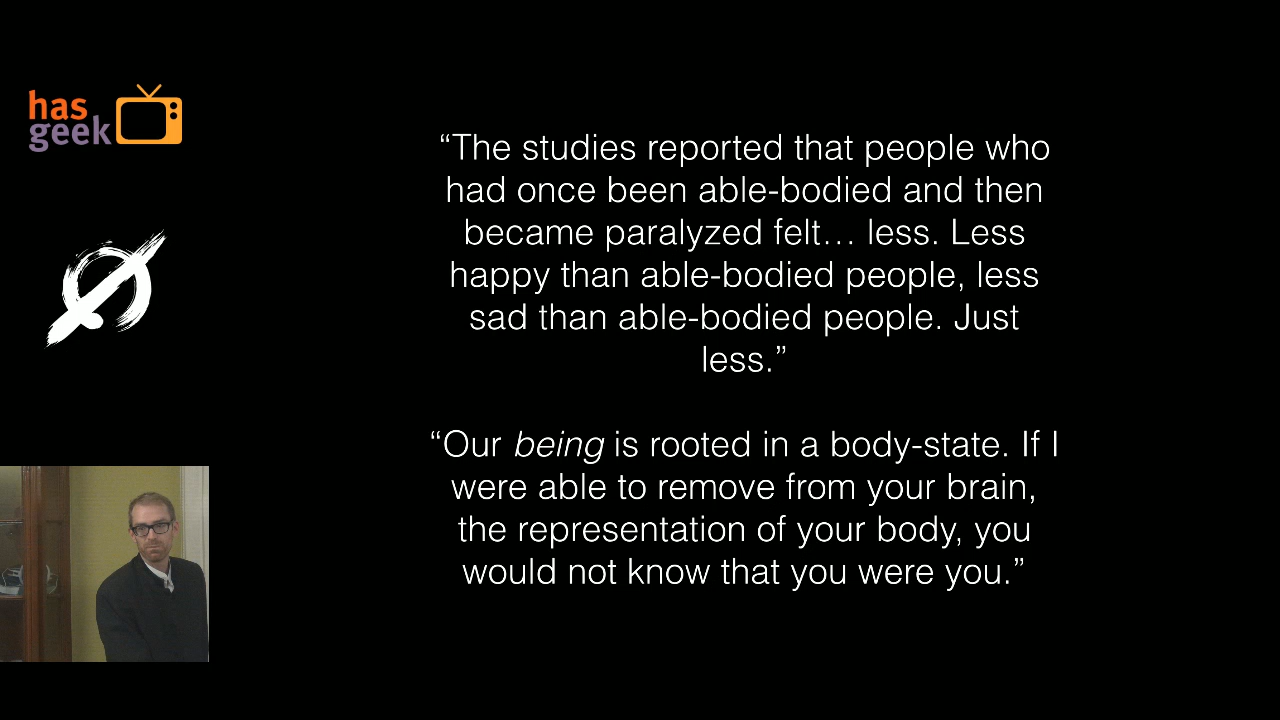 has
geek
“The studies reported that people who
had once been able-bodied and then
became paralyzed felt… less. Less
happy than able-bodied people, less
sad than able-bodied people. Just
less.”
“Our being is rooted in a body-state. If I
were able to remove from your brain,
the representation of your body, you
would not know that you were you.”